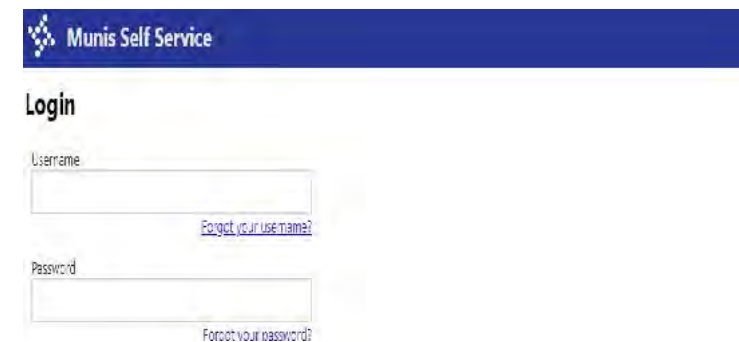 Munis Self Service
Login
Username
Forgot your username?
Password
Forgot your password?